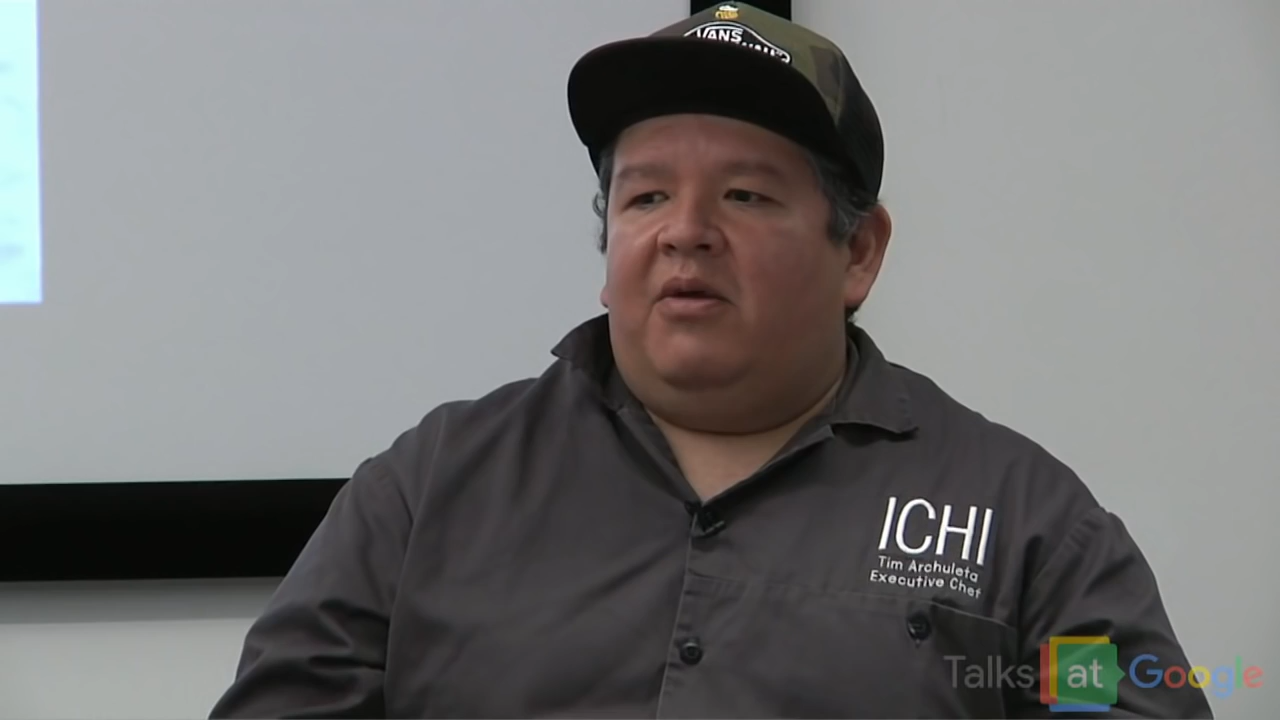 VANS
ICHI
Tim Archuleta
Executive Chef
Talks at Google